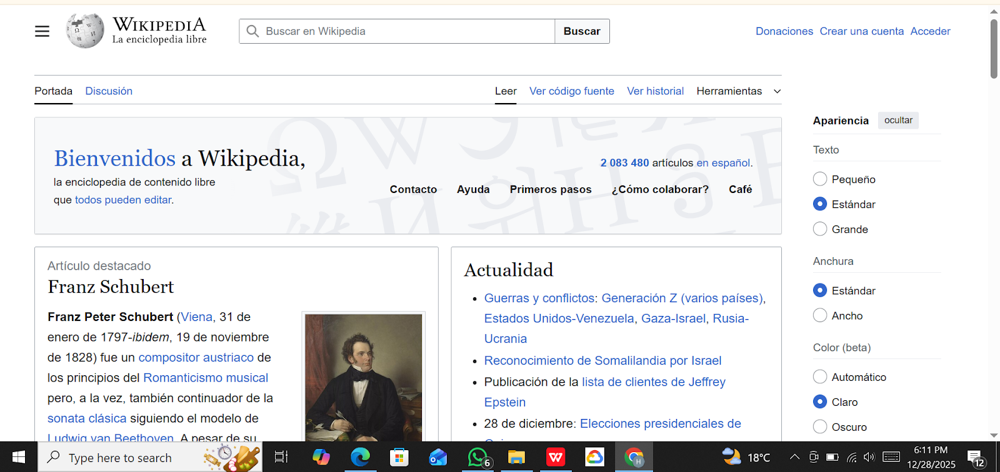 WIKIPEDIA
La enciclopedia libre
Buscar en Wikipedia
Buscar
Donaciones Crear una cuenta Acceder
Portada Discusión
Leer Ver código fuente Ver historial Herramientas
Bienvenidos a Wikipedia,
la enciclopedia de contenido libre
que todos pueden editar.
2 083 480 artículos en español.
Contacto Ayuda Primeros pasos ¿Cómo colaborar? Café
Artículo destacado
Franz Schubert
Franz Peter Schubert (Viena, 31 de
enero de 1797-ibidem, 19 de noviembre
de 1828) fue un compositor austriaco de
los principios del Romanticismo musical
pero, a la vez, también continuador de la
sonata clásica siguiendo el modelo de
Ludwig van Beethoven. A pesar de su
Actualidad
Guerras y conflictos: Generación Z (varios países),
Estados Unidos-Venezuela, Gaza-Israel, Rusia-
Ucrania
Reconocimiento de Somalilandia por Israel
Publicación de la lista de clientes de Jeffrey
Epstein
28 de diciembre: Elecciones presidenciales de
Apariencia ocultar
Texto
Pequeño
Estándar
Grande
Anchura
Estándar
Ancho
Color (beta)
Automático
Claro
Oscuro
Type here to search
6
W
H
18°C
6:11 PM
12/28/2025
12